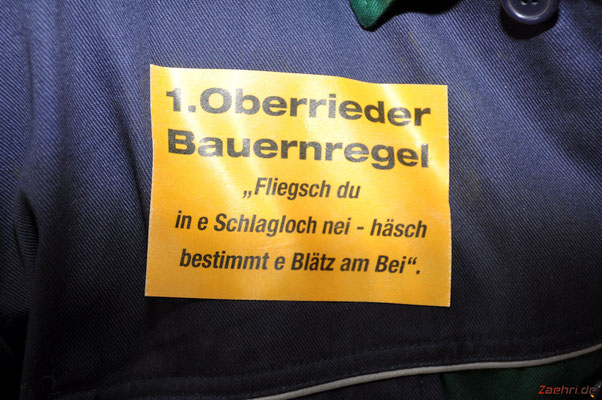 1.Oberrieder
Bauernregel
„Fliegsch du
in e Schlagloch nei - häsch
bestimmt e Blätz am Bei“.
Zaehri.de